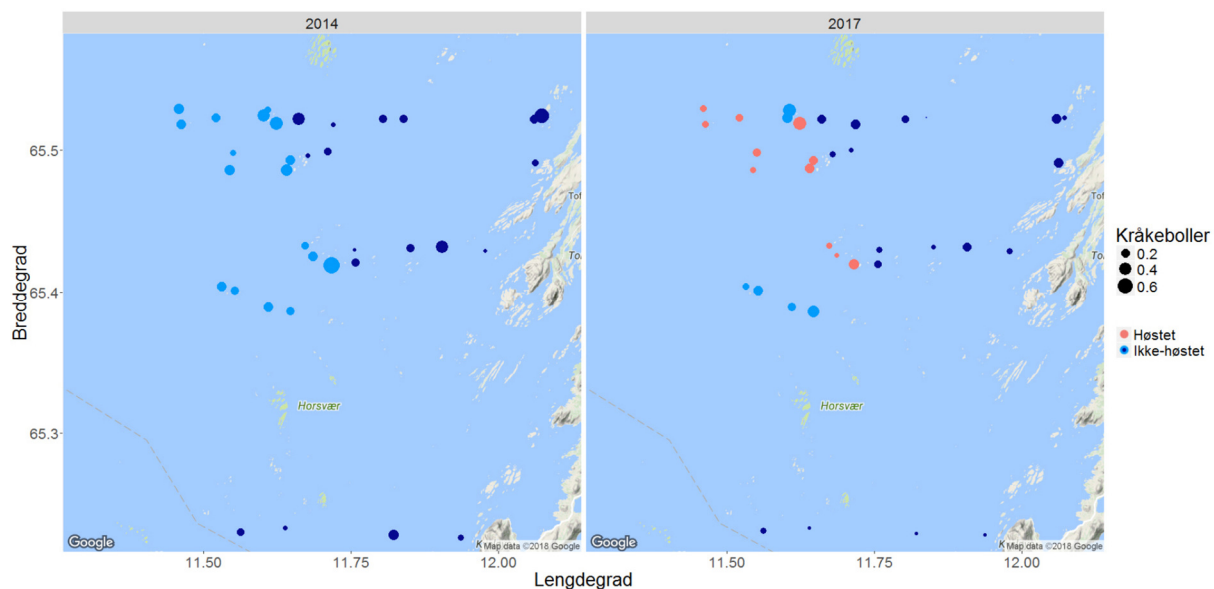 2014
2017
65.5
65.4
65.3
Breddegrad
Tof
Horsvær
Google
Map data ©2018 Google
Horsvær
Google
Map data ©2018 Google
11.50
11.75
12.00
11.50
11.75
12.00
Lengdegrad
Kråkeboller
0.2
0.4
0.6
Høstet
Ikke-høstet